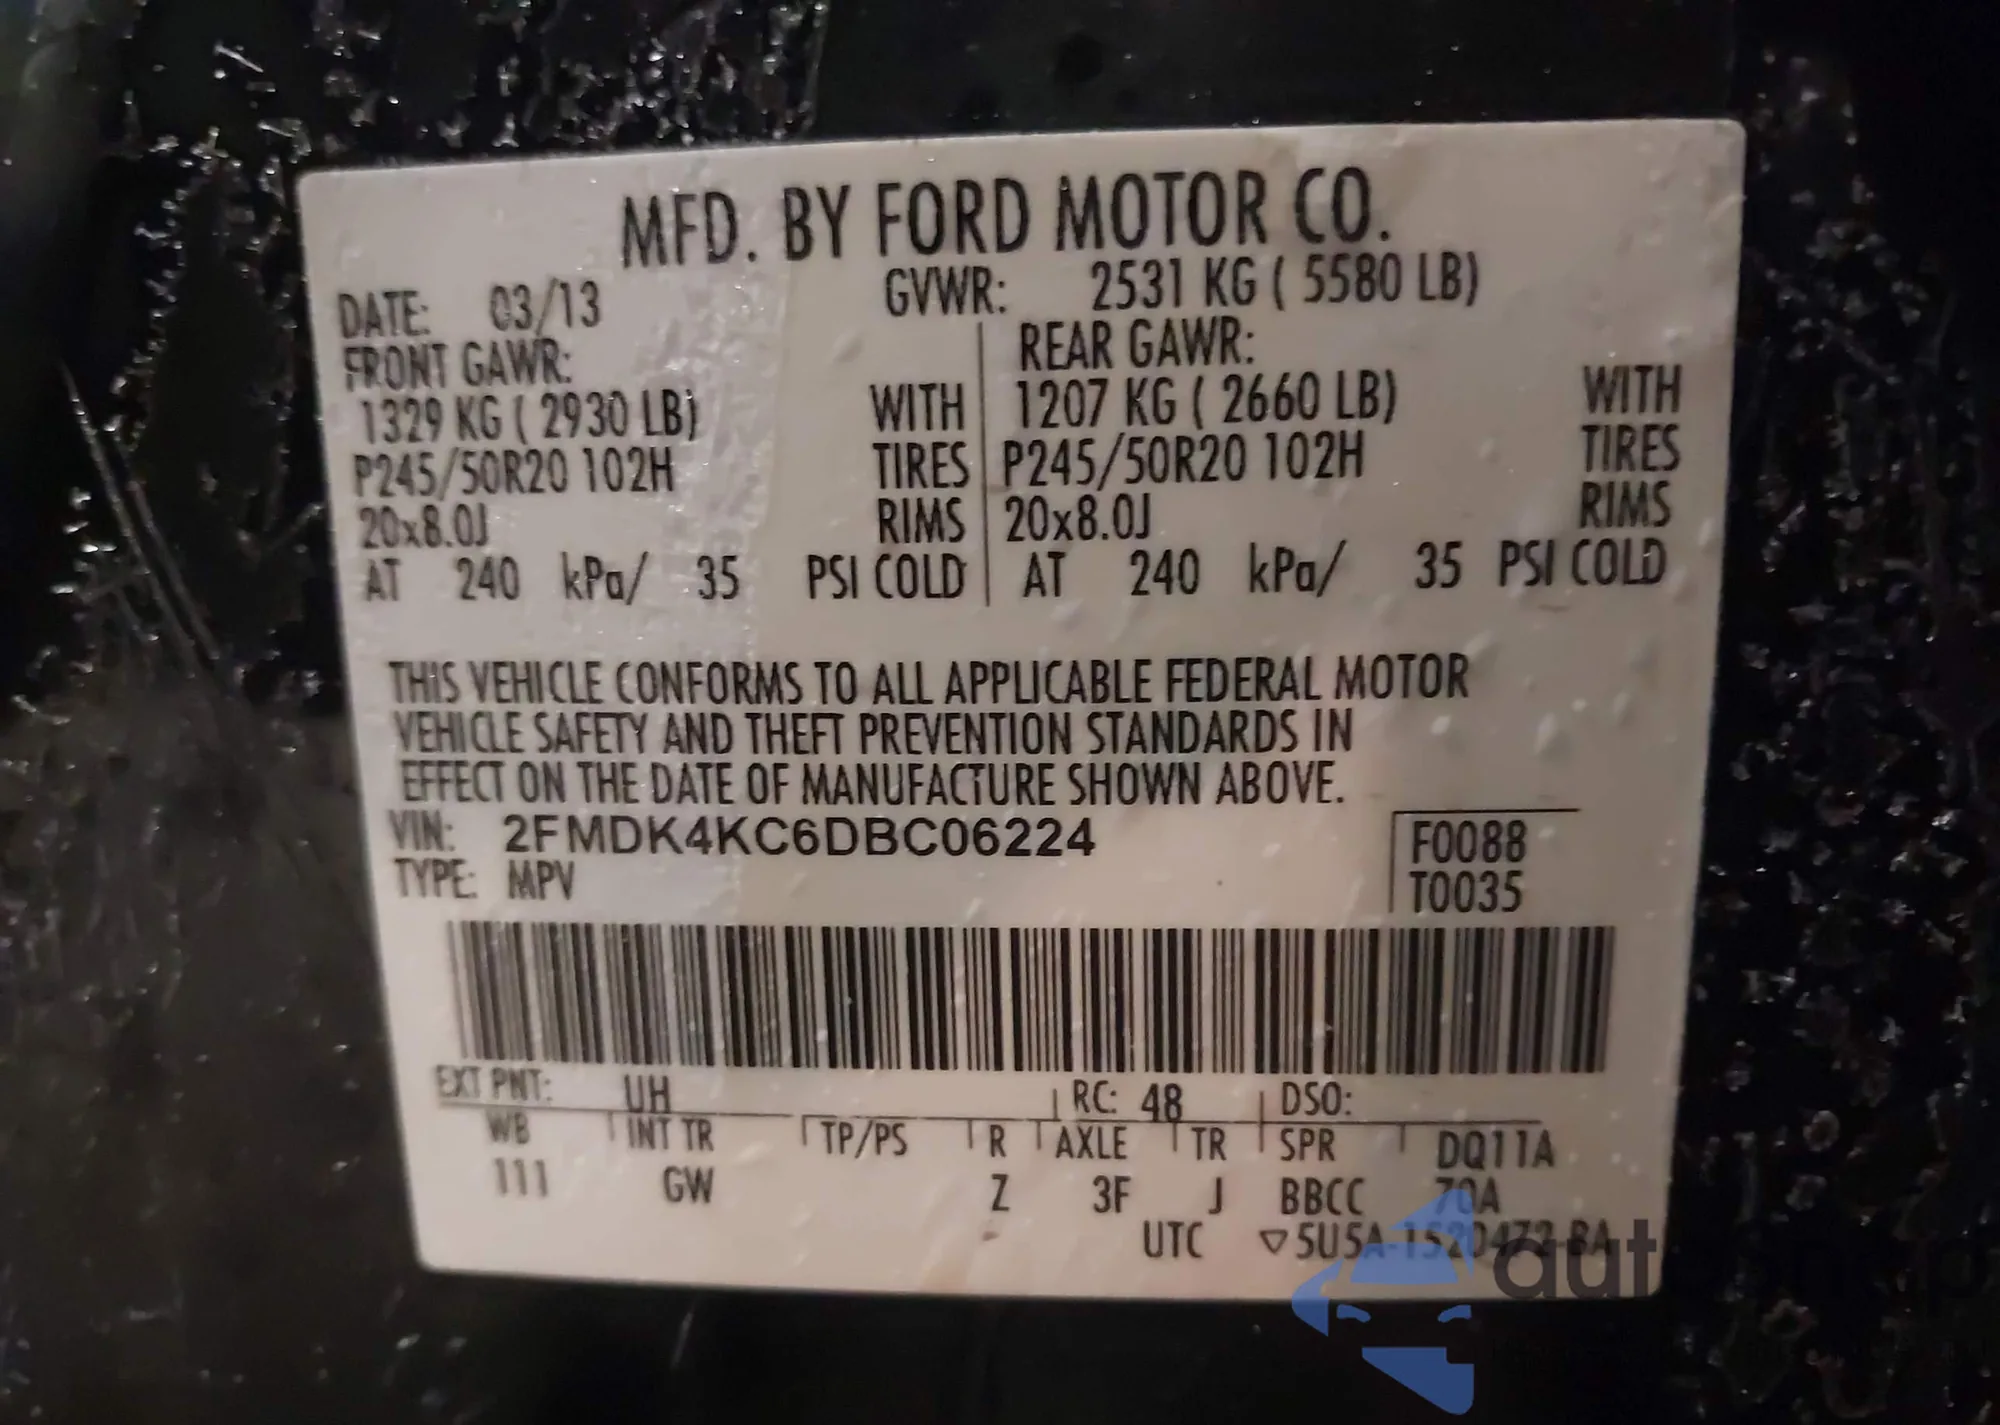 MFD. BY FORD MOTOR CO.
DATE: 03/13 GVWR: 2531 KG ( 5580 LB)
FRONT GAWR: REAR GAWR:
1329 KG ( 2930 LB) WITH 1207 KG ( 2660 LB) WITH
P245/50R20 102H TIRES P245/50R20 102H TIRES
20x8.0J RIMS 20x8.0J RIMS
AT 240 kPa/ 35 PSI COLD AT 240 kPa/ 35 PSI COLD
THIS VEHICLE CONFORMS TO ALL APPLICABLE FEDERAL MOTOR
VEHICLE SAFETY AND THEFT PREVENTION STANDARDS IN
EFFECT ON THE DATE OF MANUFACTURE SHOWN ABOVE.
VIN: 2FMDK4KC6DBC06224 F0088
TYPE: MPV T0035
EXT PNT: UH RC: 48 DSO:
WB INT TR TP/PS R AXLE TR SPR DQ11A
111 GW Z 3F J BBCC 70A
UTC ▽5U5A-1520472-BA